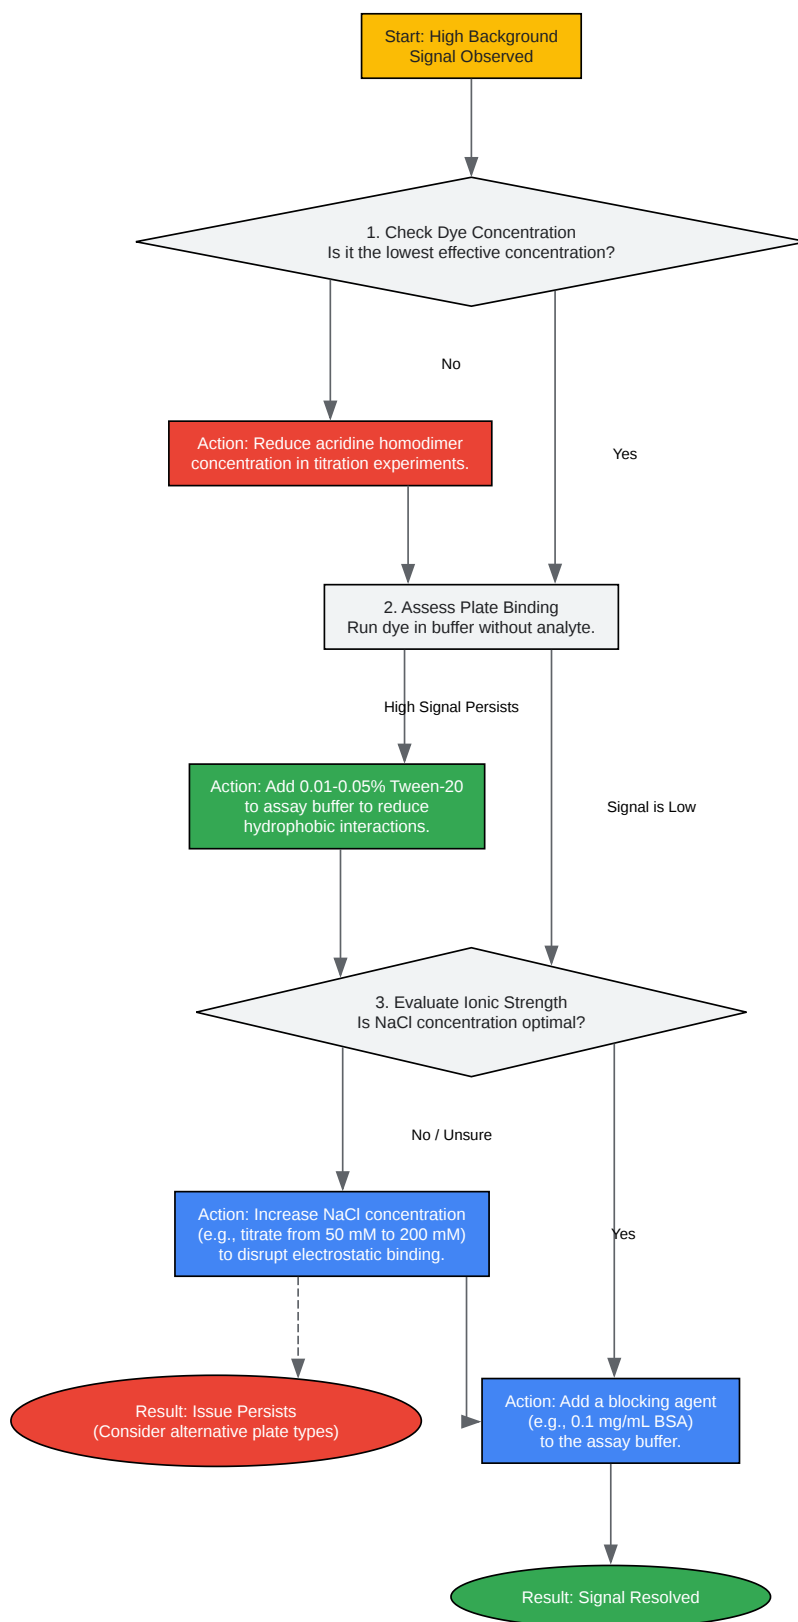 Start: High Background
Signal Observed
1. Check Dye Concentration
Is it the lowest effective concentration?
No
Action: Reduce acridine homodimer
concentration in titration experiments.
Yes
2. Assess Plate Binding
Run dye in buffer without analyte.
High Signal Persists
Action: Add 0.01-0.05% Tween-20
to assay buffer to reduce
hydrophobic interactions.
Signal is Low
3. Evaluate Ionic Strength
Is NaCl concentration optimal?
No / Unsure
Action: Increase NaCl concentration
(e.g., titrate from 50 mM to 200 mM)
to disrupt electrostatic binding.
Yes
Result: Issue Persists
(Consider alternative plate types)
Action: Add a blocking agent
(e.g., 0.1 mg/mL BSA)
to the assay buffer.
Result: Signal Resolved